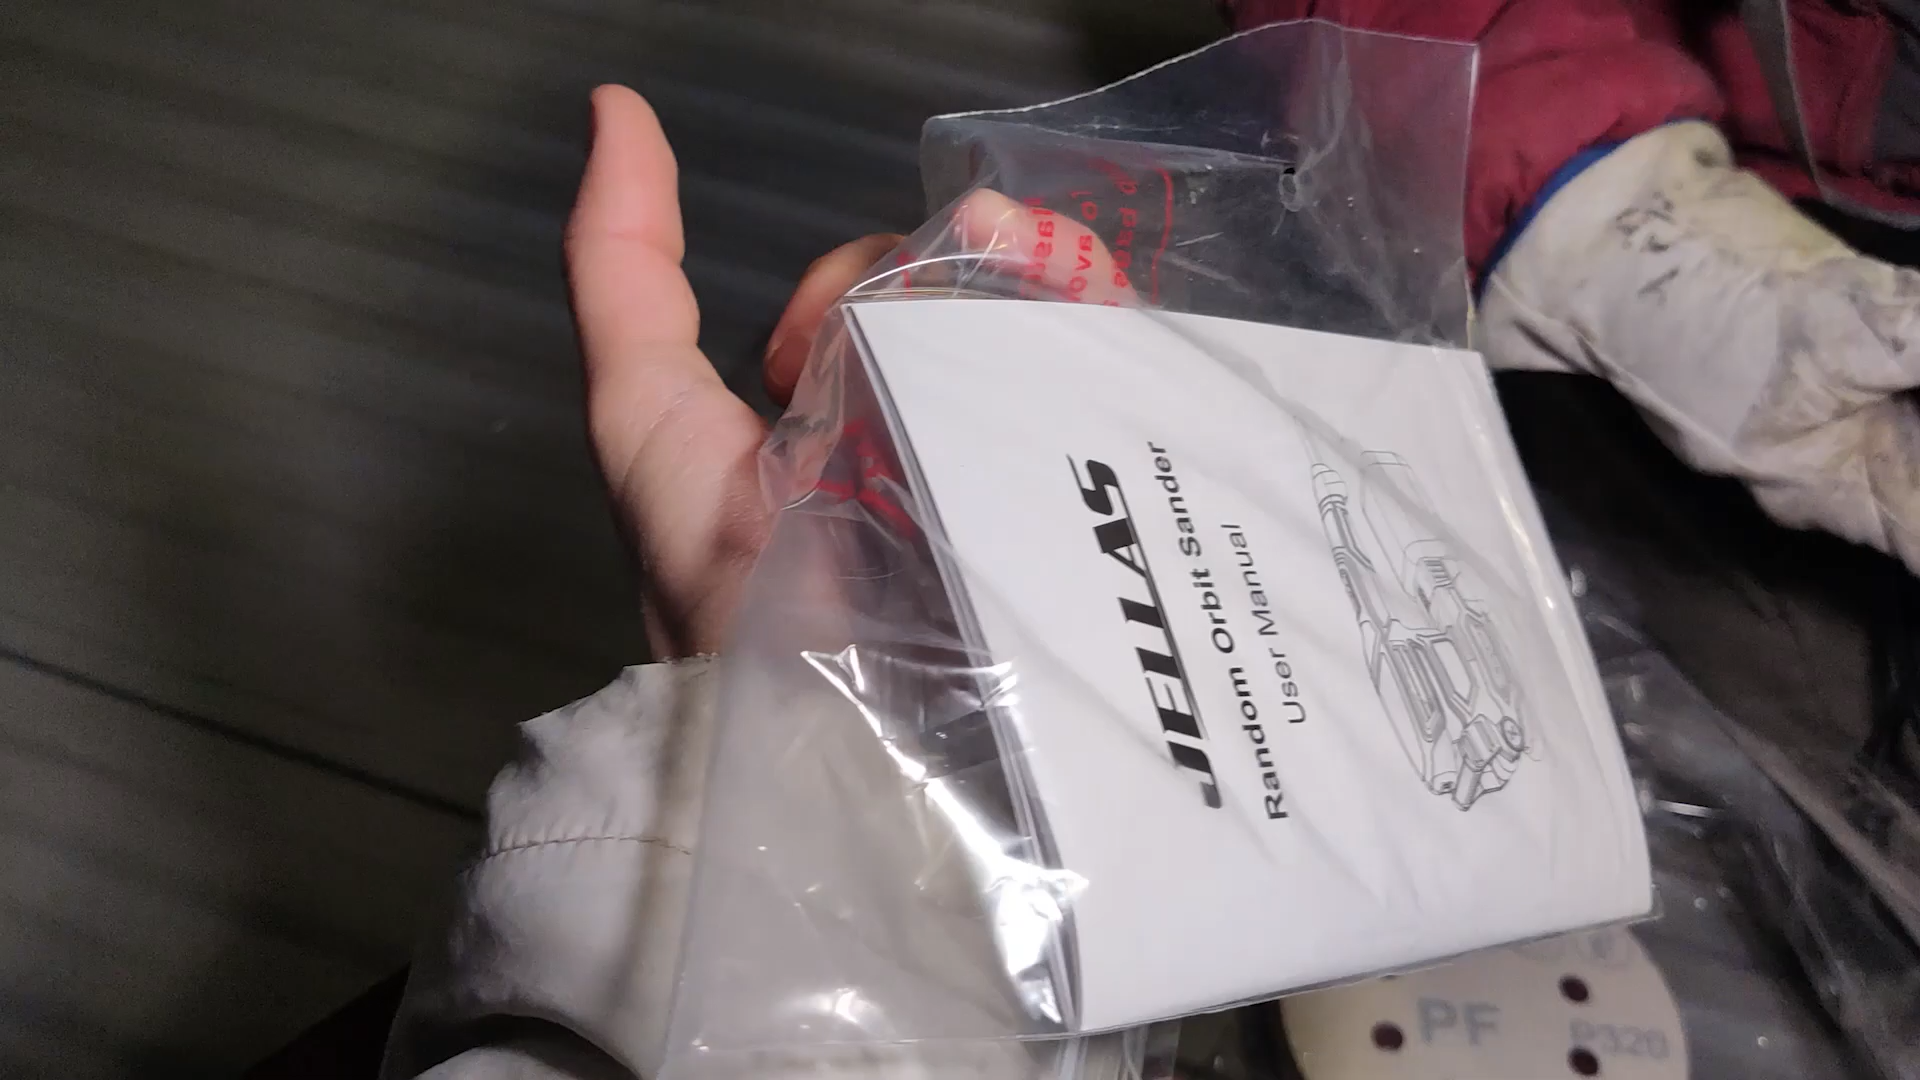 JELLAS
Random Orbit Sander
User Manual
PF
P320